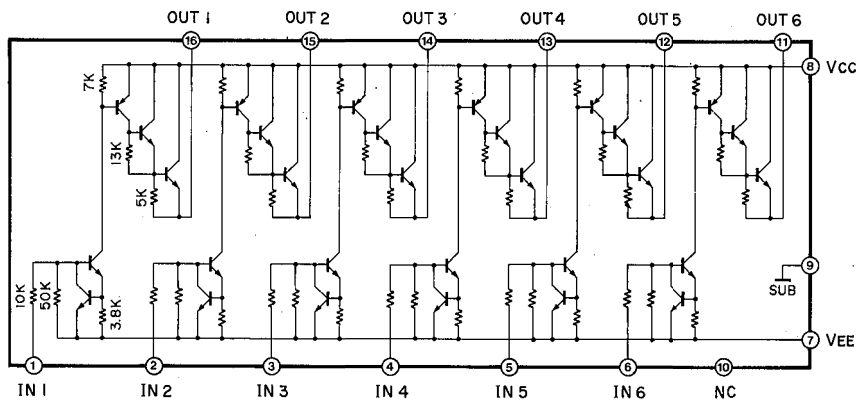 OUT 1 OUT 2 OUT 3 OUT 4 OUT 5 OUT 6
16 15 14 13 12 11
8 VCC
7K
13K
5K
9
SUB
10K 50K 3.8K
7 VEE
1 2 3 4 5 6 10
IN 1 IN 2 IN 3 IN 4 IN 5 IN 6 NC